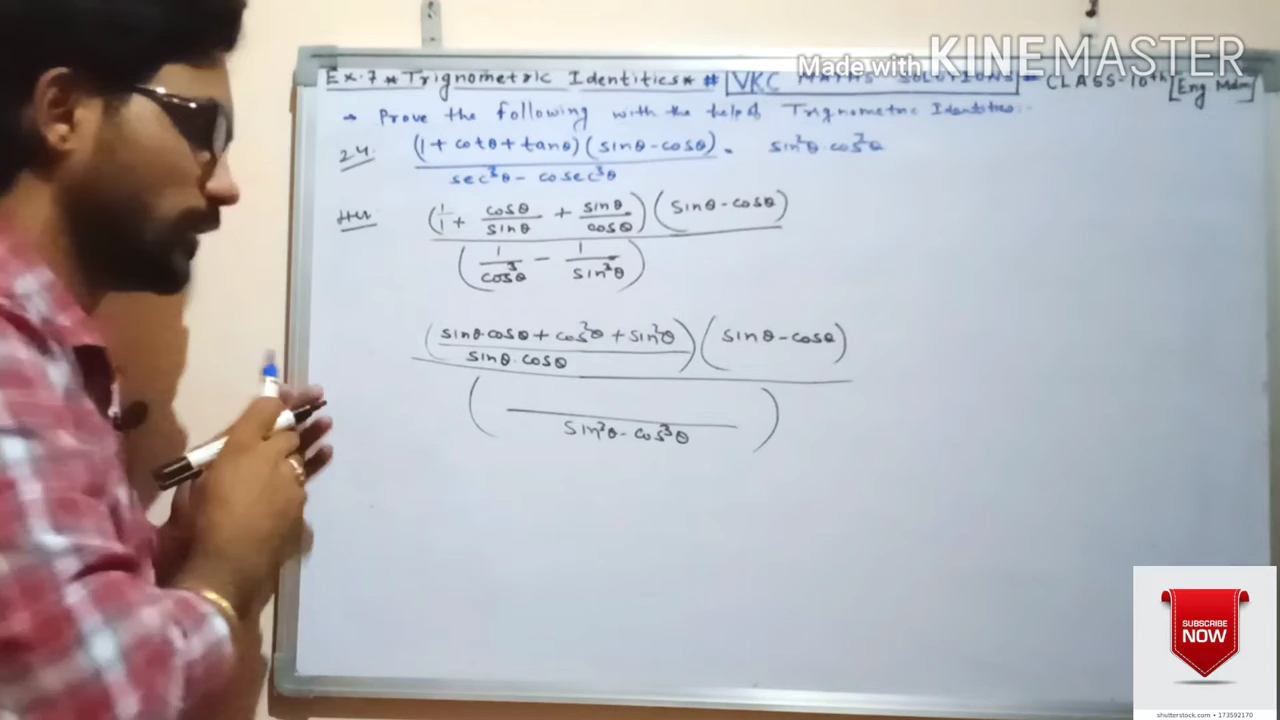 Made with KINEMASTER
Ex.7 * Trignometric Identities * # VKC MATHS SOLUTIONS = CLASS-10th [Eng Mdm]
→ Prove the following with the help of Trignometric Identities:-
24. (1 + cotθ + tanθ)(sinθ - cosθ) = sin²θ.cos²θ
sec³θ - cosec³θ
LHS (1/1 + cosθ/sinθ + sinθ/cosθ)(sinθ - cosθ)
(1/cos³θ - 1/sin³θ)
(sinθ.cosθ + cos²θ + sin²θ)(sinθ - cosθ)
sinθ.cosθ
( )
sin³θ - cos³θ
SUBSCRIBE
NOW
shutterstock.com • 173592170